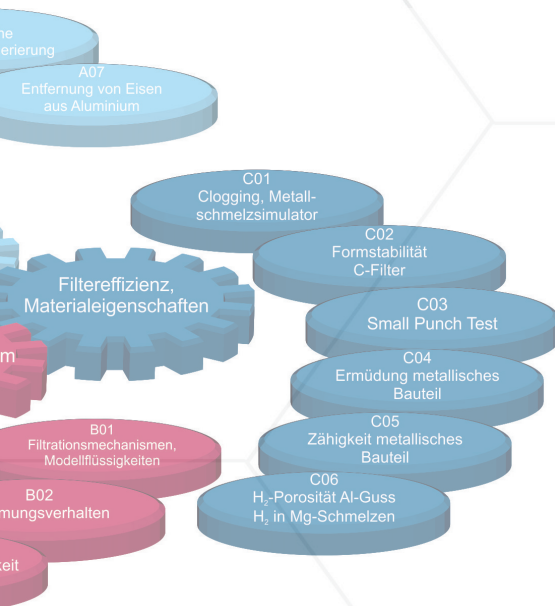 A07
Entfernung von Eisen
aus Aluminium
C01
Clogging, Metall-
schmelzsimulator
C02
Formstabilität
C-Filter
Filtereffizienz,
Materialeigenschaften
C03
Small Punch Test
C04
Ermüdung metallisches
Bauteil
C05
Zähigkeit metallisches
Bauteil
C06
H₂-Porosität Al-Guss
H₂ in Mg-Schmelzen
B01
Filtrationsmechanismen,
Modellflüssigkeiten
B02